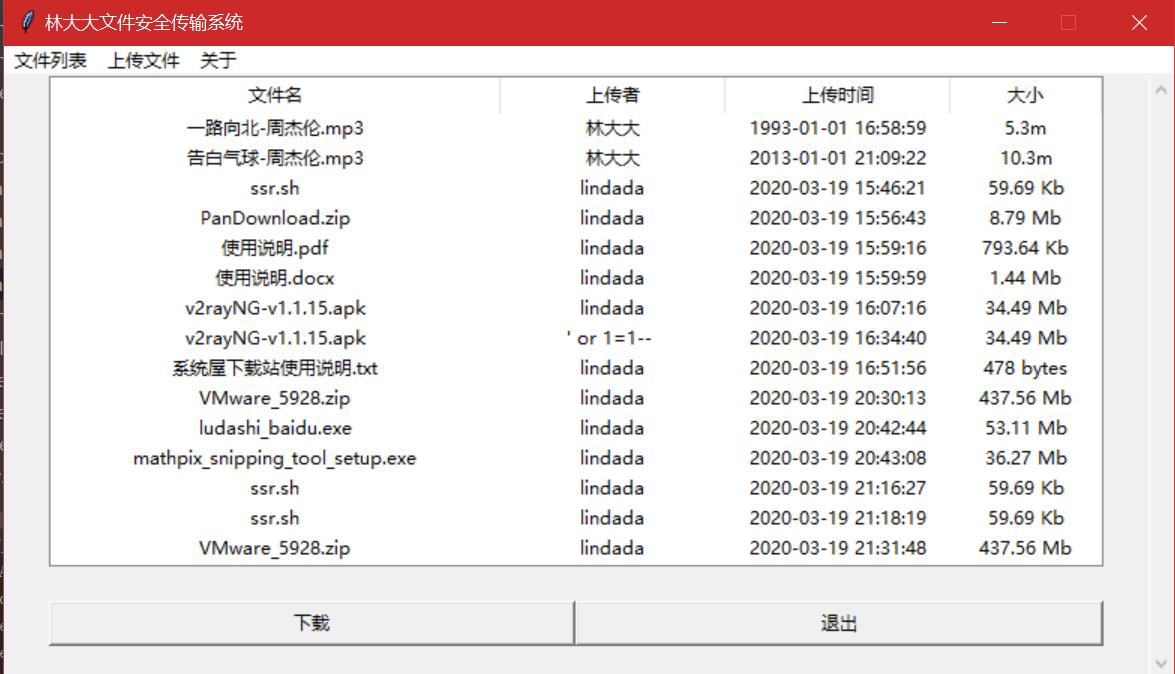 林大大文件安全传输系统
文件列表 上传文件 关于
文件名 上传者 上传时间 大小
一路向北-周杰伦.mp3 林大大 1993-01-01 16:58:59 5.3m
告白气球-周杰伦.mp3 林大大 2013-01-01 21:09:22 10.3m
ssr.sh lindada 2020-03-19 15:46:21 59.69 Kb
PanDownload.zip lindada 2020-03-19 15:56:43 8.79 Mb
使用说明.pdf lindada 2020-03-19 15:59:16 793.64 Kb
使用说明.docx lindada 2020-03-19 15:59:59 1.44 Mb
v2rayNG-v1.1.15.apk lindada 2020-03-19 16:07:16 34.49 Mb
v2rayNG-v1.1.15.apk ' or 1=1-- 2020-03-19 16:34:40 34.49 Mb
系统屋下载站使用说明.txt lindada 2020-03-19 16:51:56 478 bytes
VMware_5928.zip lindada 2020-03-19 20:30:13 437.56 Mb
ludashi_baidu.exe lindada 2020-03-19 20:42:44 53.11 Mb
mathpix_snipping_tool_setup.exe lindada 2020-03-19 20:43:08 36.27 Mb
ssr.sh lindada 2020-03-19 21:16:27 59.69 Kb
ssr.sh lindada 2020-03-19 21:18:19 59.69 Kb
VMware_5928.zip lindada 2020-03-19 21:31:48 437.56 Mb
下载 退出